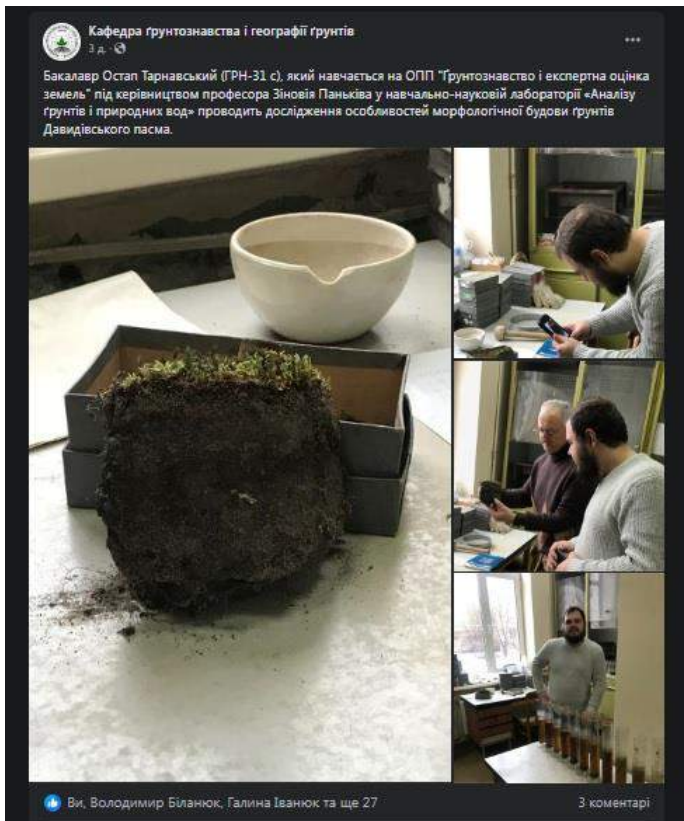 Кафедра ґрунтознавства і географії ґрунтів
3 д. ·
Бакалавр Остап Тарнавський (ГРН-31 с), який навчається на ОПП "Ґрунтознавство і експертна оцінка
земель" під керівництвом професора Зіновія Паньківа у навчально-науковій лабораторії «Аналізу
ґрунтів і природних вод» проводить дослідження особливостей морфологічної будови ґрунтів
Давидівського пасма.
Ви, Володимир Біланюк, Галина Іванюк та ще 27
3 коментарі